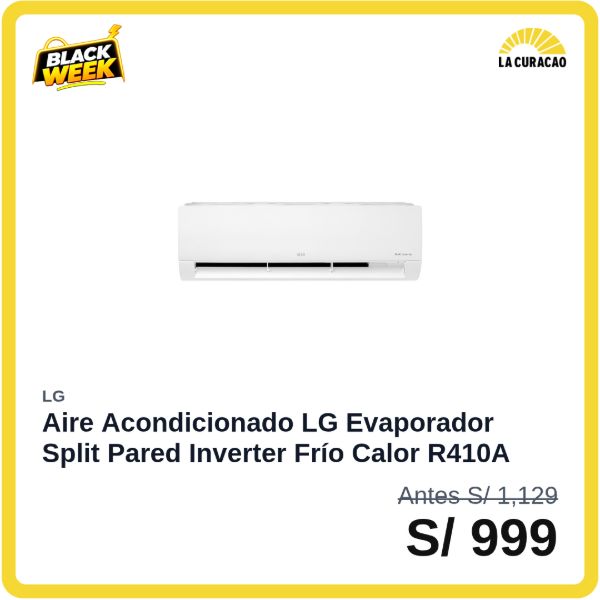 BLACK
WEEK
LA CURACAO
LG
Aire Acondicionado LG Evaporador
Split Pared Inverter Frío Calor R410A
Antes S/ 1,129
S/ 999